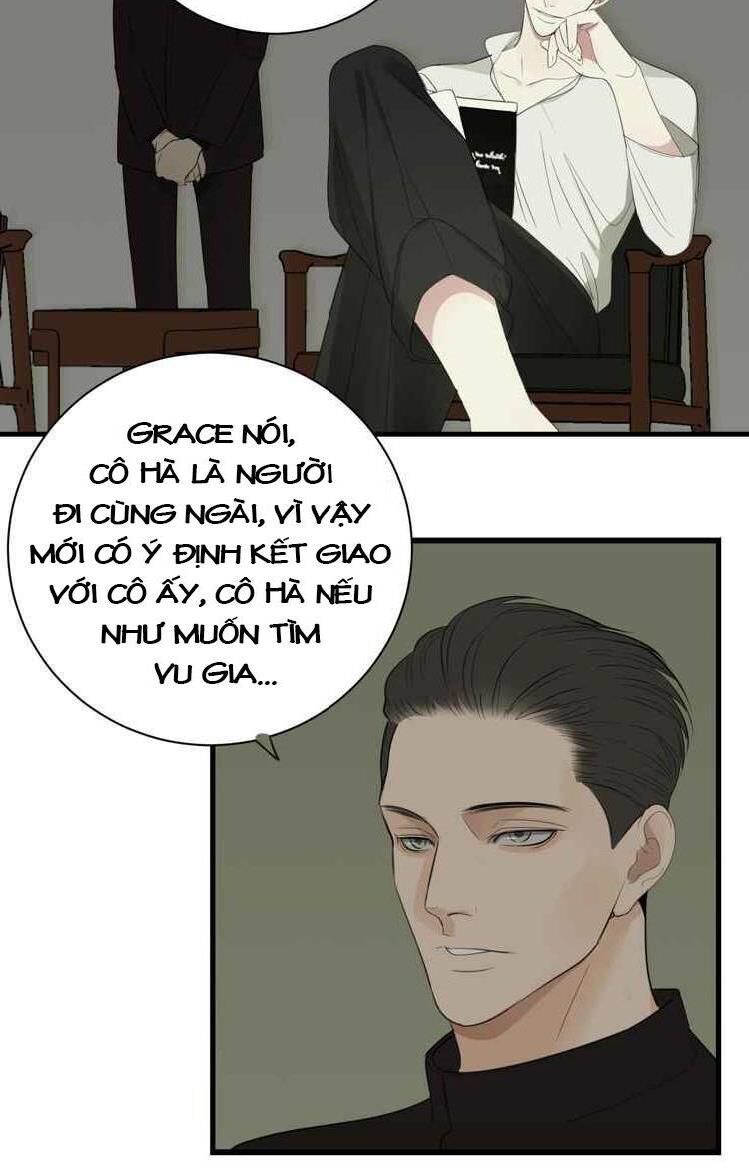 GRACE NÓI,
CÔ HÀ LÀ NGƯỜI
ĐI CÙNG NGÀI, VÌ VẬY
MỚI CÓ Ý ĐỊNH KẾT GIAO
VỚI CÔ ẤY, CÔ HÀ NẾU
NHƯ MUỐN TÌM
VU GIA...